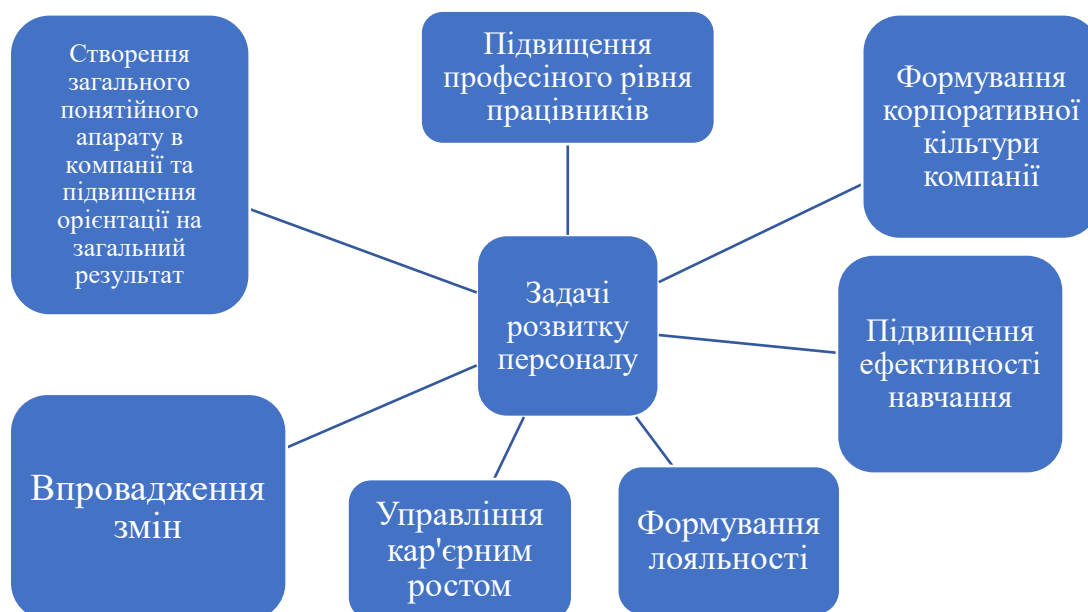 Створення
загального
понятійного
апарату в
компанії та
підвищення
орієнтації на
загальний
результат
Підвищення
професіного рівня
працівників
Формування
корпоративної
кільтури
компанії
Задачі
розвитку
персоналу
Підвищення
ефективності
навчання
Впровадження
змін
Управління
кар'єрним
ростом
Формування
лояльності